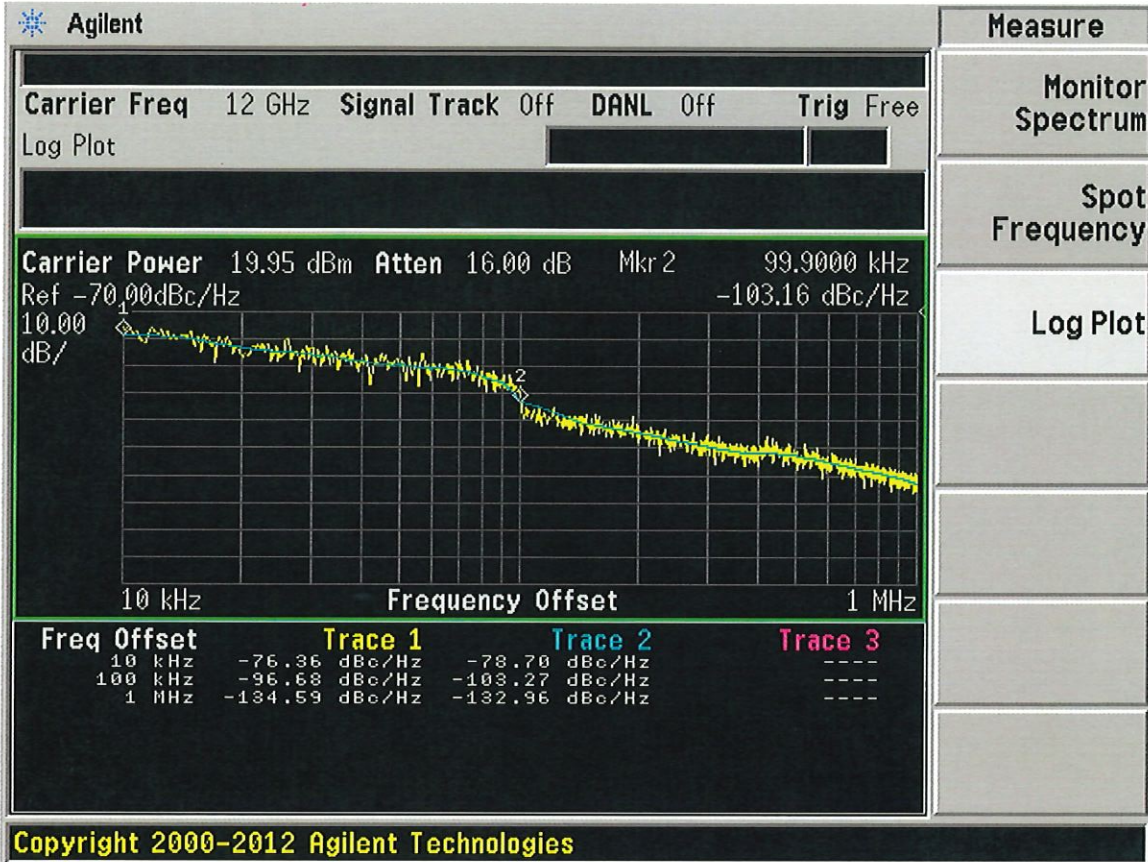 Agilent
Measure
Carrier Freq 12 GHz Signal Track Off DANL Off Trig Free
Log Plot
Monitor
Spectrum
Spot
Frequency
Log Plot
Carrier Power 19.95 dBm Atten 16.00 dB Mkr 2 99.9000 kHz
Ref -70.00dBc/Hz -103.16 dBc/Hz
10.00
dB/
1
2
10 kHz Frequency Offset 1 MHz
Freq Offset Trace 1 Trace 2 Trace 3
10 kHz -76.36 dBc/Hz -78.70 dBc/Hz ----
100 kHz -96.68 dBc/Hz -103.27 dBc/Hz ----
1 MHz -134.59 dBc/Hz -132.96 dBc/Hz ----
Copyright 2000-2012 Agilent Technologies